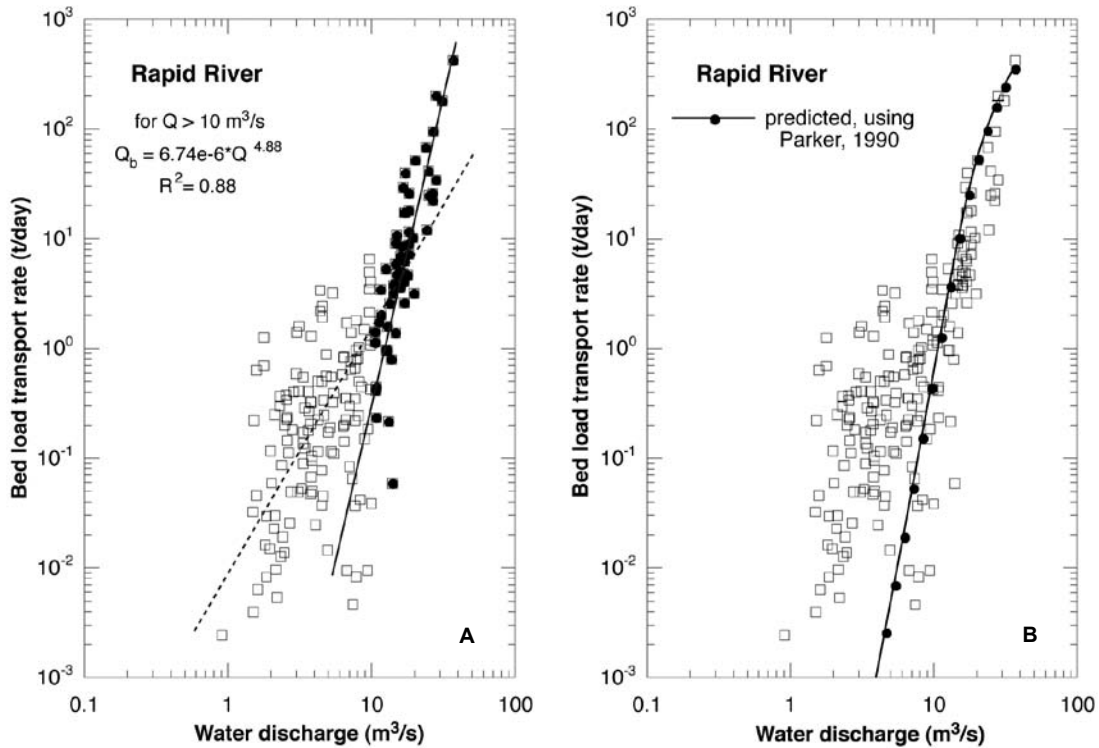 Rapid River
for Q > 10 m³/s
Q_b = 6.74e-6*Q^4.88
R² = 0.88
Bed load transport rate (t/day)
10³
10²
10¹
10⁰
10⁻¹
10⁻²
10⁻³
0.1
1
10
100
Water discharge (m³/s)
A
Rapid River
predicted, using
Parker, 1990
Bed load transport rate (t/day)
10³
10²
10¹
10⁰
10⁻¹
10⁻²
10⁻³
0.1
1
10
100
Water discharge (m³/s)
B